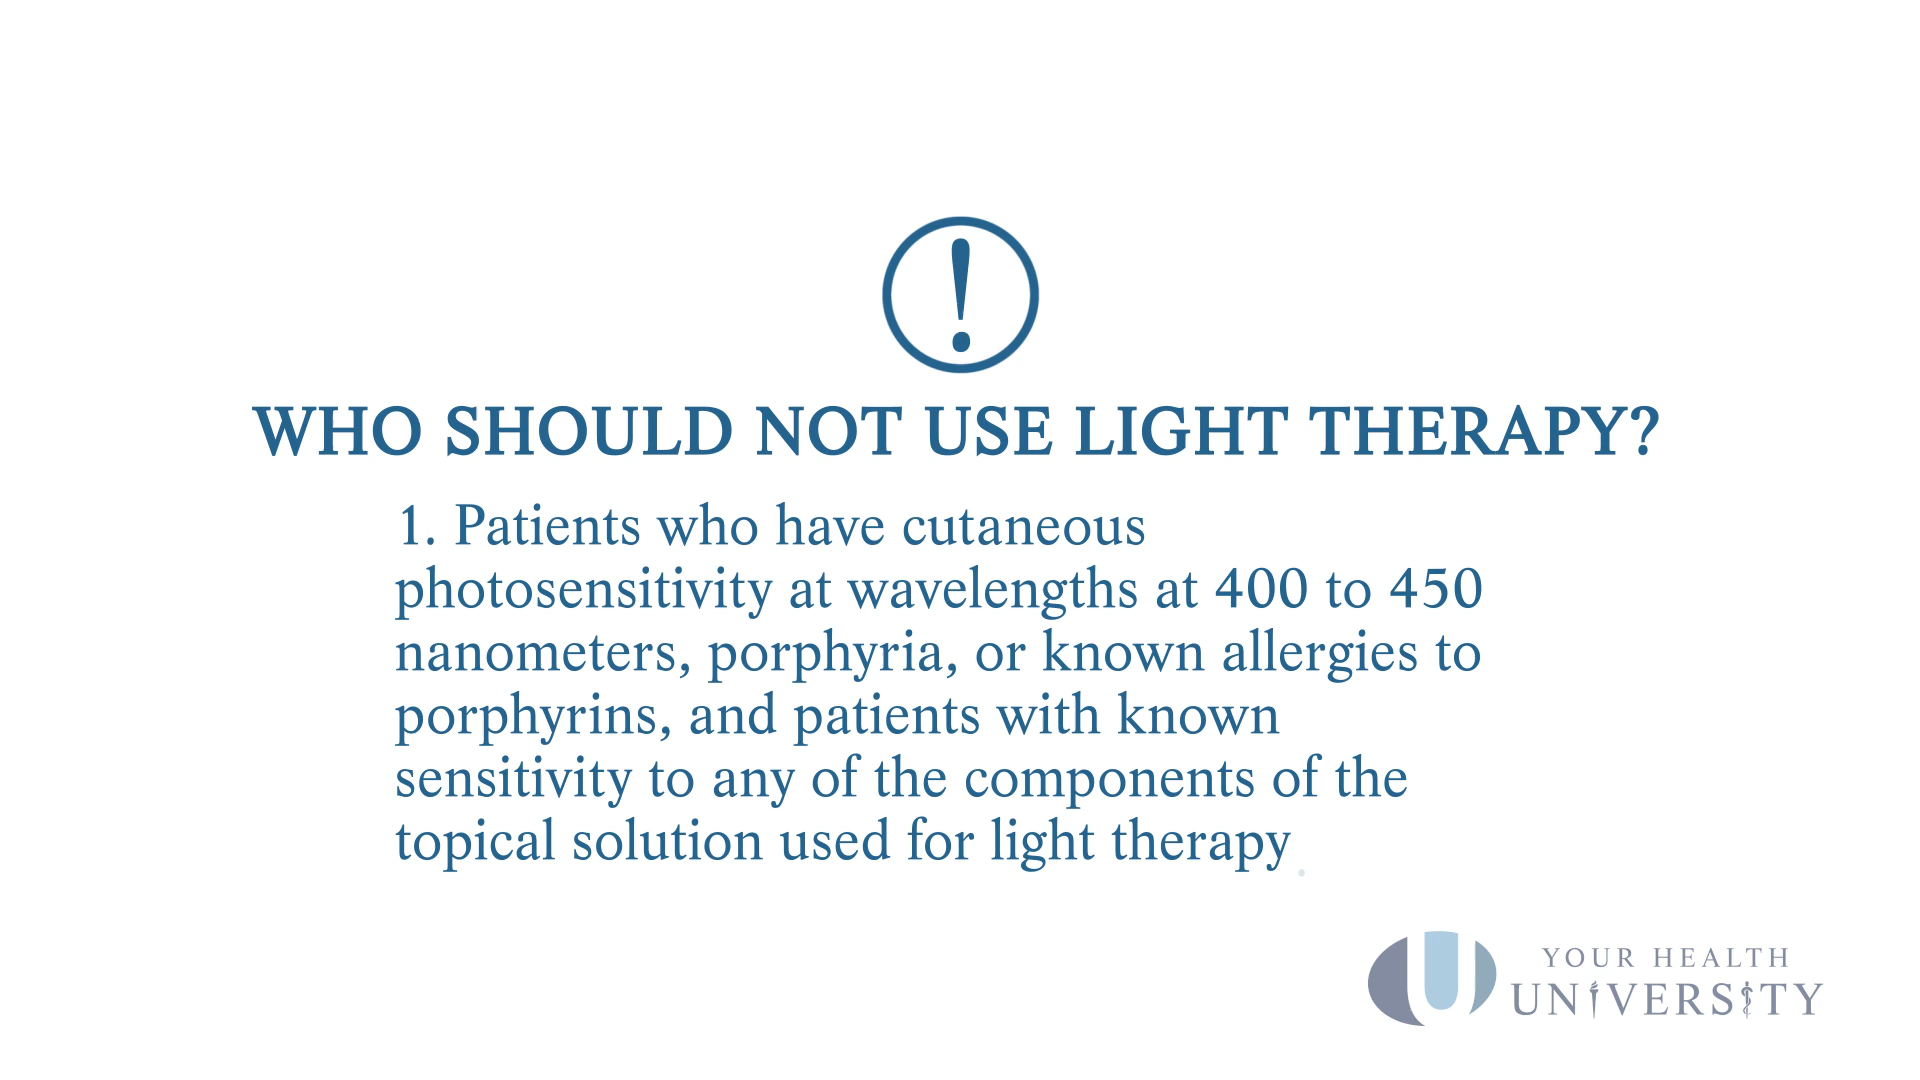 !
WHO SHOULD NOT USE LIGHT THERAPY?
1. Patients who have cutaneous
photosensitivity at wavelengths at 400 to 450
nanometers, porphyria, or known allergies to
porphyrins, and patients with known
sensitivity to any of the components of the
topical solution used for light therapy.
YOUR HEALTH
UNIVERSITY